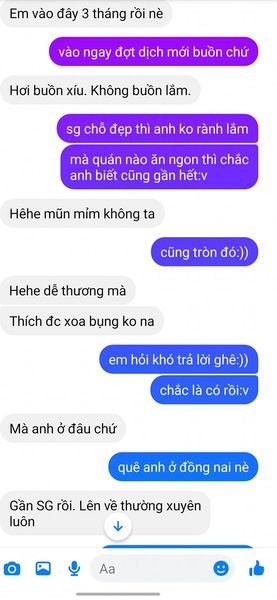 Em vào đây 3 tháng rồi nè
vào ngay đợt dịch mới buồn chứ
Hơi buồn xíu. Không buồn lắm.
sg chỗ đẹp thì anh ko rành lắm
mà quán nào ăn ngon thì chắc
anh biết cũng gần hết:v
Hêhe mũn mỉm không ta
cũng tròn đó:))
Hehe dễ thương mà
Thích đc xoa bụng ko na
em hỏi khó trả lời ghê:))
chắc là có rồi:v
Mà anh ở đâu chứ
quê anh ở đồng nai nè
Gần SG rồi. Lên về thường xuyên
luôn
Aa